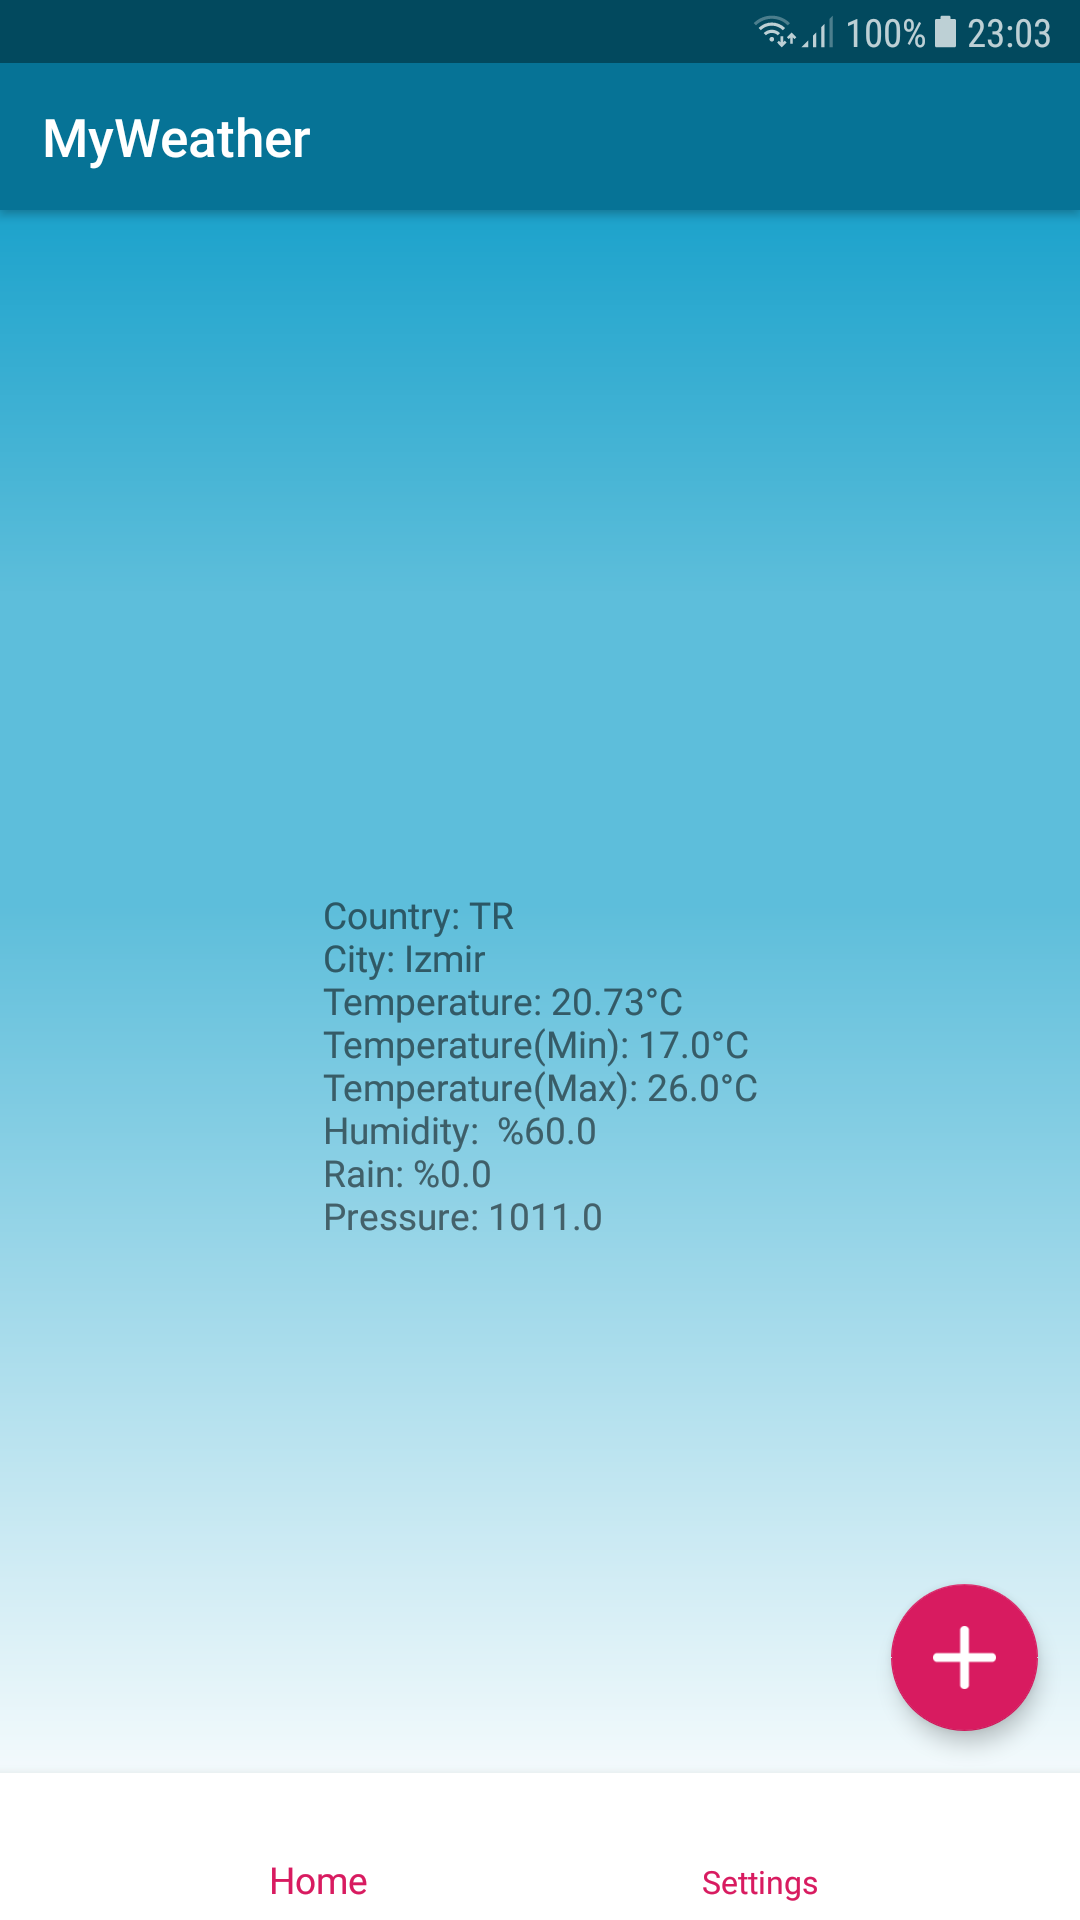 100% 23:03
MyWeather
Country: TR
City: Izmir
Temperature: 20.73°C
Temperature(Min): 17.0°C
Temperature(Max): 26.0°C
Humidity:  %60.0
Rain: %0.0
Pressure: 1011.0
Home Settings